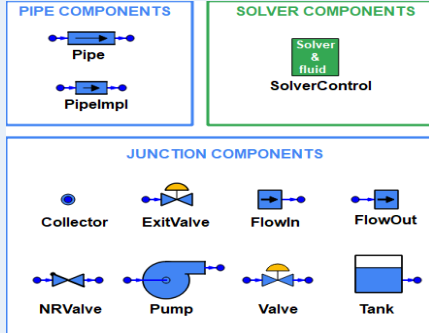 PIPE COMPONENTS
Pipe
PipeImpl
SOLVER COMPONENTS
Solver
&
fluid
SolverControl
JUNCTION COMPONENTS
Collector ExitValve FlowIn FlowOut
NRValve Pump Valve Tank